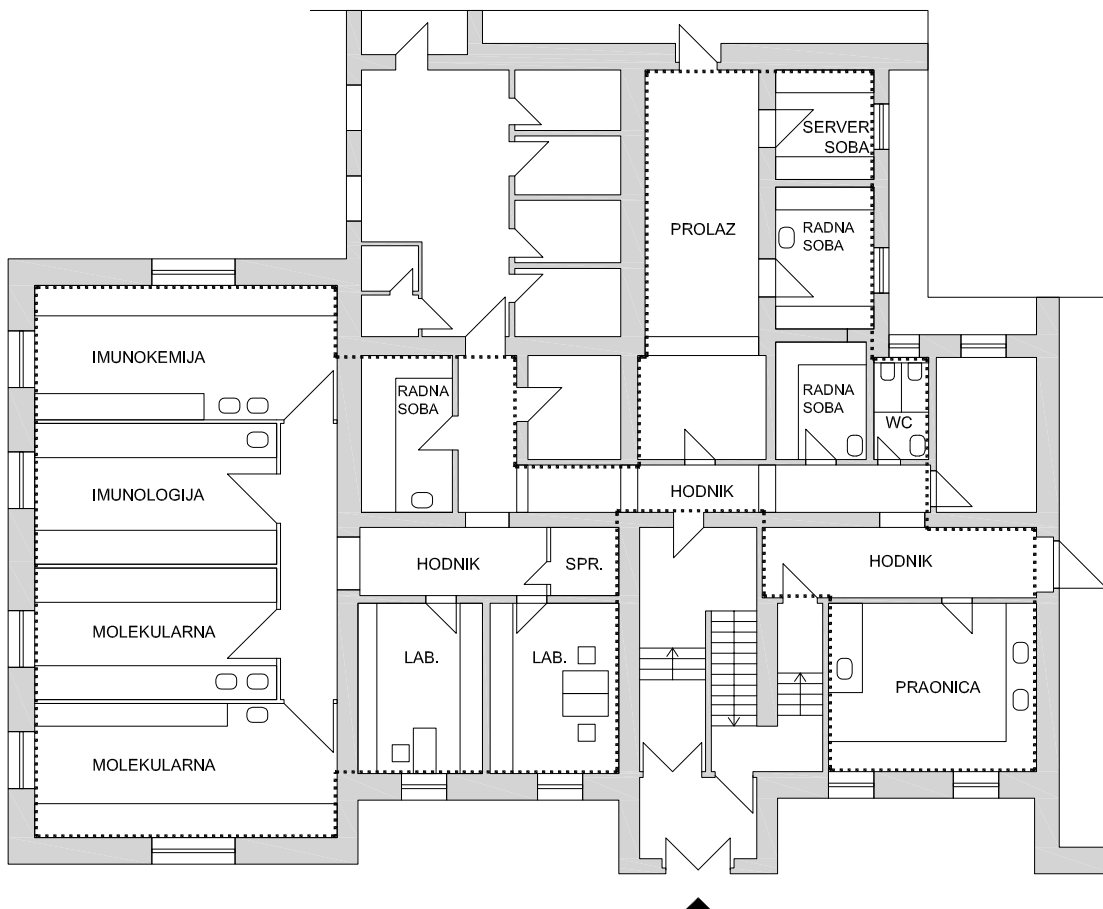 SERVER
SOBA
PROLAZ
RADNA
SOBA
IMUNOKEMIJA
RADNA
SOBA
RADNA
SOBA
WC
IMUNOLOGIJA
HODNIK
HODNIK
SPR.
HODNIK
MOLEKULARNA
LAB.
LAB.
PRAONICA
MOLEKULARNA